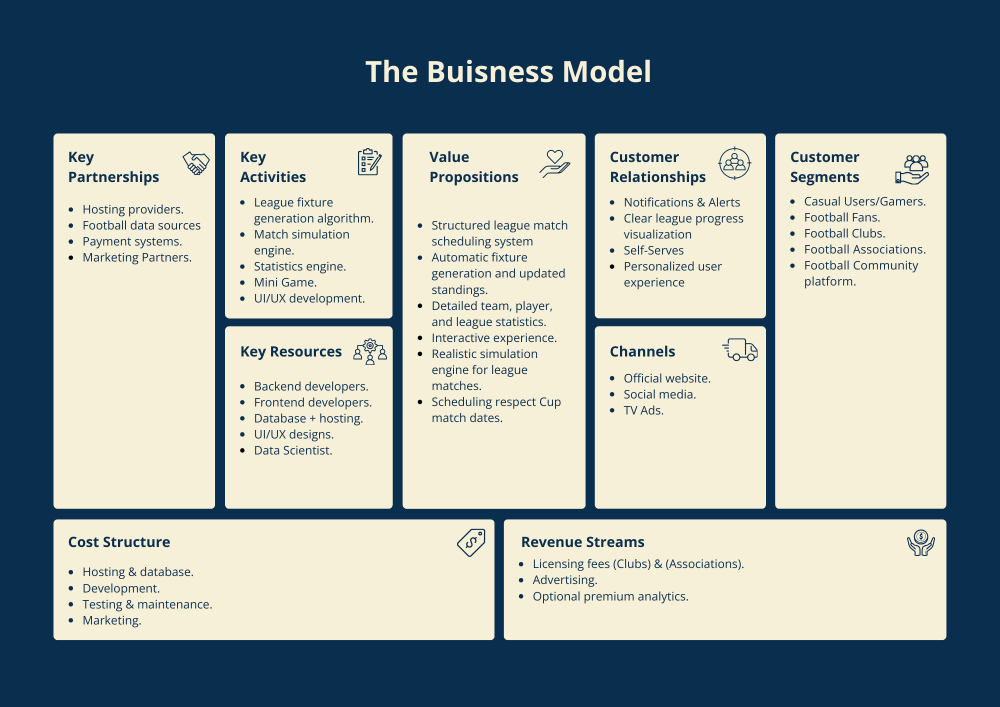 The Buisness Model
Key
Partnerships
• Hosting providers.
• Football data sources
• Payment systems.
• Marketing Partners.
Key
Activities
• League fixture
generation algorithm.
• Match simulation
engine.
• Statistics engine.
• Mini Game.
• UI/UX development.
Key Resources
• Backend developers.
• Frontend developers.
• Database + hosting.
• UI/UX designs.
• Data Scientist.
Value
Propositions
• Structured league match
scheduling system
• Automatic fixture
generation and updated
standings.
• Detailed team, player,
and league statistics.
• Interactive experience.
• Realistic simulation
engine for league
matches.
• Scheduling respect Cup
match dates.
Customer
Relationships
• Notifications & Alerts
• Clear league progress
visualization
• Self-Serves
• Personalized user
experience
Channels
• Official website.
• Social media.
• TV Ads.
Customer
Segments
• Casual Users/Gamers.
• Football Fans.
• Football Clubs.
• Football Associations.
• Football Community
platform.
Cost Structure
• Hosting & database.
• Development.
• Testing & maintenance.
• Marketing.
Revenue Streams
• Licensing fees (Clubs) & (Associations).
• Advertising.
• Optional premium analytics.